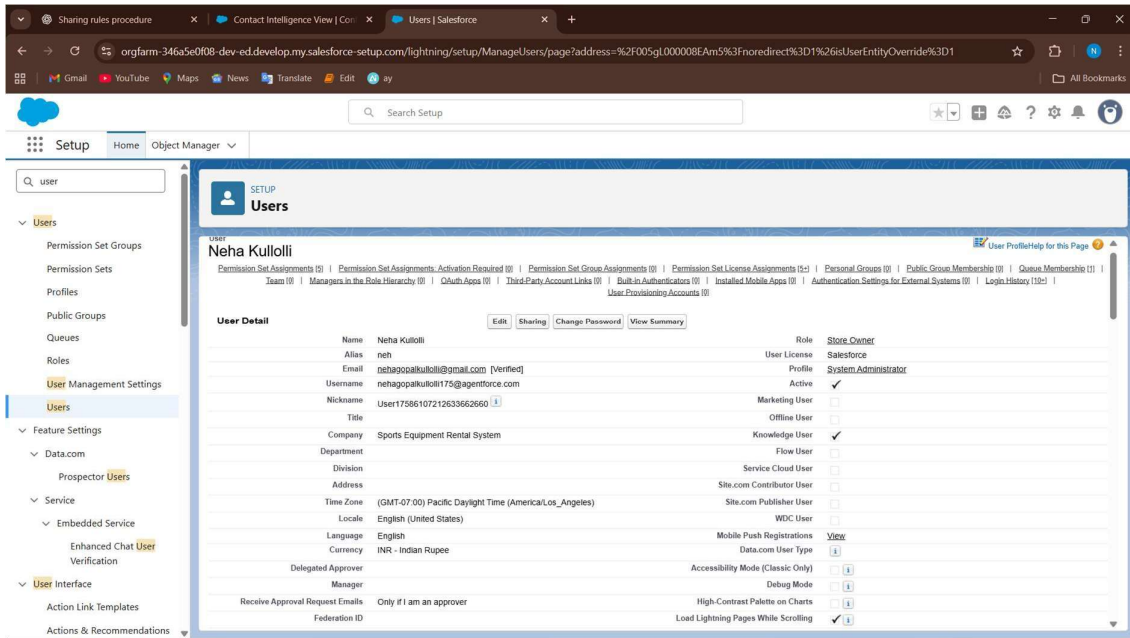 Sharing rules procedure
Contact Intelligence View | Con
Users | Salesforce
orgfarm-346a5e0f08-dev-ed.develop.my.salesforce-setup.com/lightning/setup/ManageUsers/page?address=%2F005gL000008EAm5%3Fnoredirect%3D1%26isUserEntityOverride%3D1
N
Gmail YouTube Maps News Translate Edit ay All Bookmarks
Search Setup
Setup Home Object Manager
user
Users
Permission Set Groups
Permission Sets
Profiles
Public Groups
Queues
Roles
User Management Settings
Users
Feature Settings
Data.com
Prospector Users
Service
Embedded Service
Enhanced Chat User
Verification
User Interface
Action Link Templates
Actions & Recommendations
SETUP
Users
User
Neha Kullolli
User Profile Help for this Page
Permission Set Assignments [5] | Permission Set Assignments: Activation Required [0] | Permission Set Group Assignments [0] | Permission Set License Assignments [5+] | Personal Groups [0] | Public Group Membership [0] | Queue Membership [1] |
Team [0] | Managers in the Role Hierarchy [0] | OAuth Apps [0] | Third-Party Account Links [0] | Built-in Authenticators [0] | Installed Mobile Apps [0] | Authentication Settings for External Systems [0] | Login History [10+] |
User Provisioning Accounts [0]
User Detail Edit Sharing Change Password View Summary
Name Neha Kullolli Role Store Owner
Alias neh User License Salesforce
Email nehagopalkullolli@gmail.com [Verified] Profile System Administrator
Username nehagopalkullolli175@agentforce.com Active
Nickname User17586107212633662660 i Marketing User
Title Offline User
Company Sports Equipment Rental System Knowledge User
Department Flow User
Division Service Cloud User
Address Site.com Contributor User
Time Zone (GMT-07:00) Pacific Daylight Time (America/Los_Angeles) Site.com Publisher User
Locale English (United States) WDC User
Language English Mobile Push Registrations View
Currency INR - Indian Rupee Data.com User Type i
Delegated Approver Accessibility Mode (Classic Only) i
Manager Debug Mode i
Receive Approval Request Emails Only if I am an approver High-Contrast Palette on Charts i
Federation ID Load Lightning Pages While Scrolling i